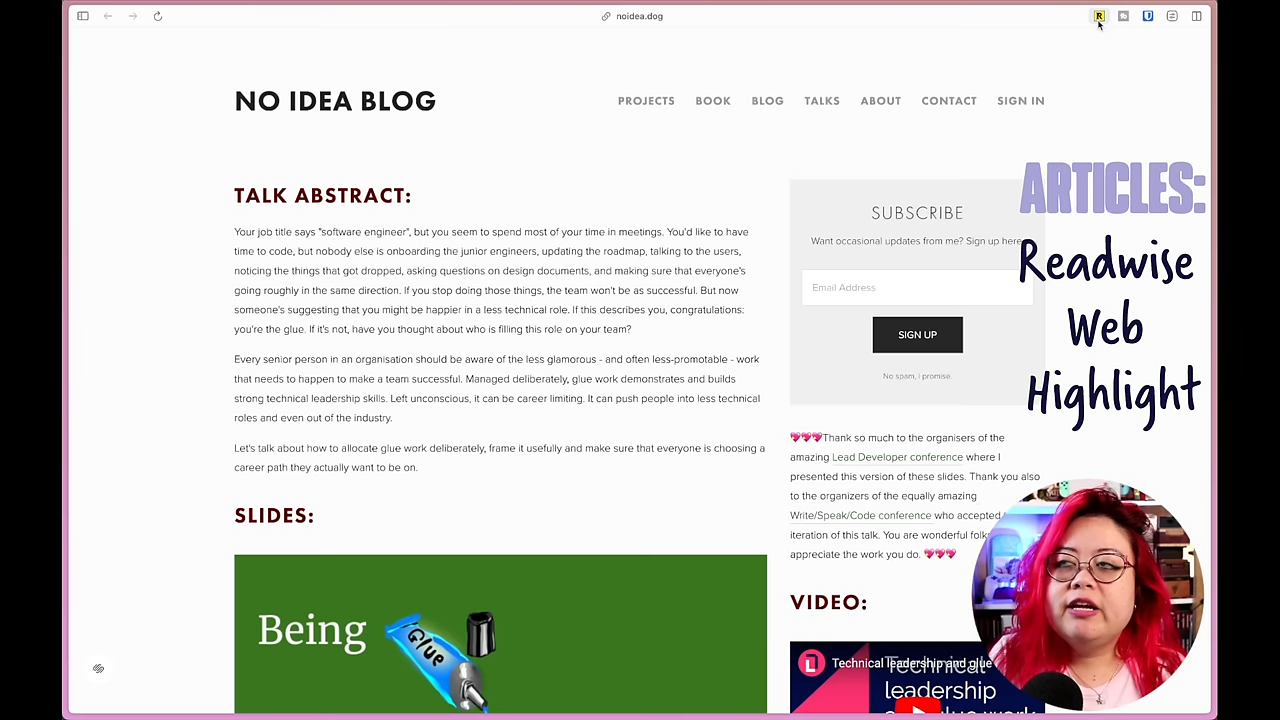 noidea.dog
R
NO IDEA BLOG
PROJECTS
BOOK
BLOG
TALKS
ABOUT
CONTACT
SIGN IN
TALK ABSTRACT:
Your job title says "software engineer", but you seem to spend most of your time in meetings. You'd like to have
time to code, but nobody else is onboarding the junior engineers, updating the roadmap, talking to the users,
noticing the things that got dropped, asking questions on design documents, and making sure that everyone's
going roughly in the same direction. If you stop doing those things, the team won't be as successful. But now
someone's suggesting that you might be happier in a less technical role. If this describes you, congratulations:
you're the glue. If it's not, have you thought about who is filling this role on your team?
Every senior person in an organisation should be aware of the less glamorous - and often less-promotable - work
that needs to happen to make a team successful. Managed deliberately, glue work demonstrates and builds
strong technical leadership skills. Left unconscious, it can be career limiting. It can push people into less technical
roles and even out of the industry.
Let's talk about how to allocate glue work deliberately, frame it usefully and make sure that everyone is choosing a
career path they actually want to be on.
SLIDES:
Being
Glue
SUBSCRIBE
Want occasional updates from me? Sign up here
Email Address
SIGN UP
No spam, i promise.
💖💖💖Thank so much to the organisers of the
amazing Lead Developer conference where I
presented this version of these slides. Thank you also
to the organizers of the equally amazing
Write/Speak/Code conference who accepted
iteration of this talk. You are wonderful
appreciate the work you do. 💖💖💖
VIDEO:
Technical leadership and glue
Technical
leadership
ARTICLES:
Readwise
Web
Highlight